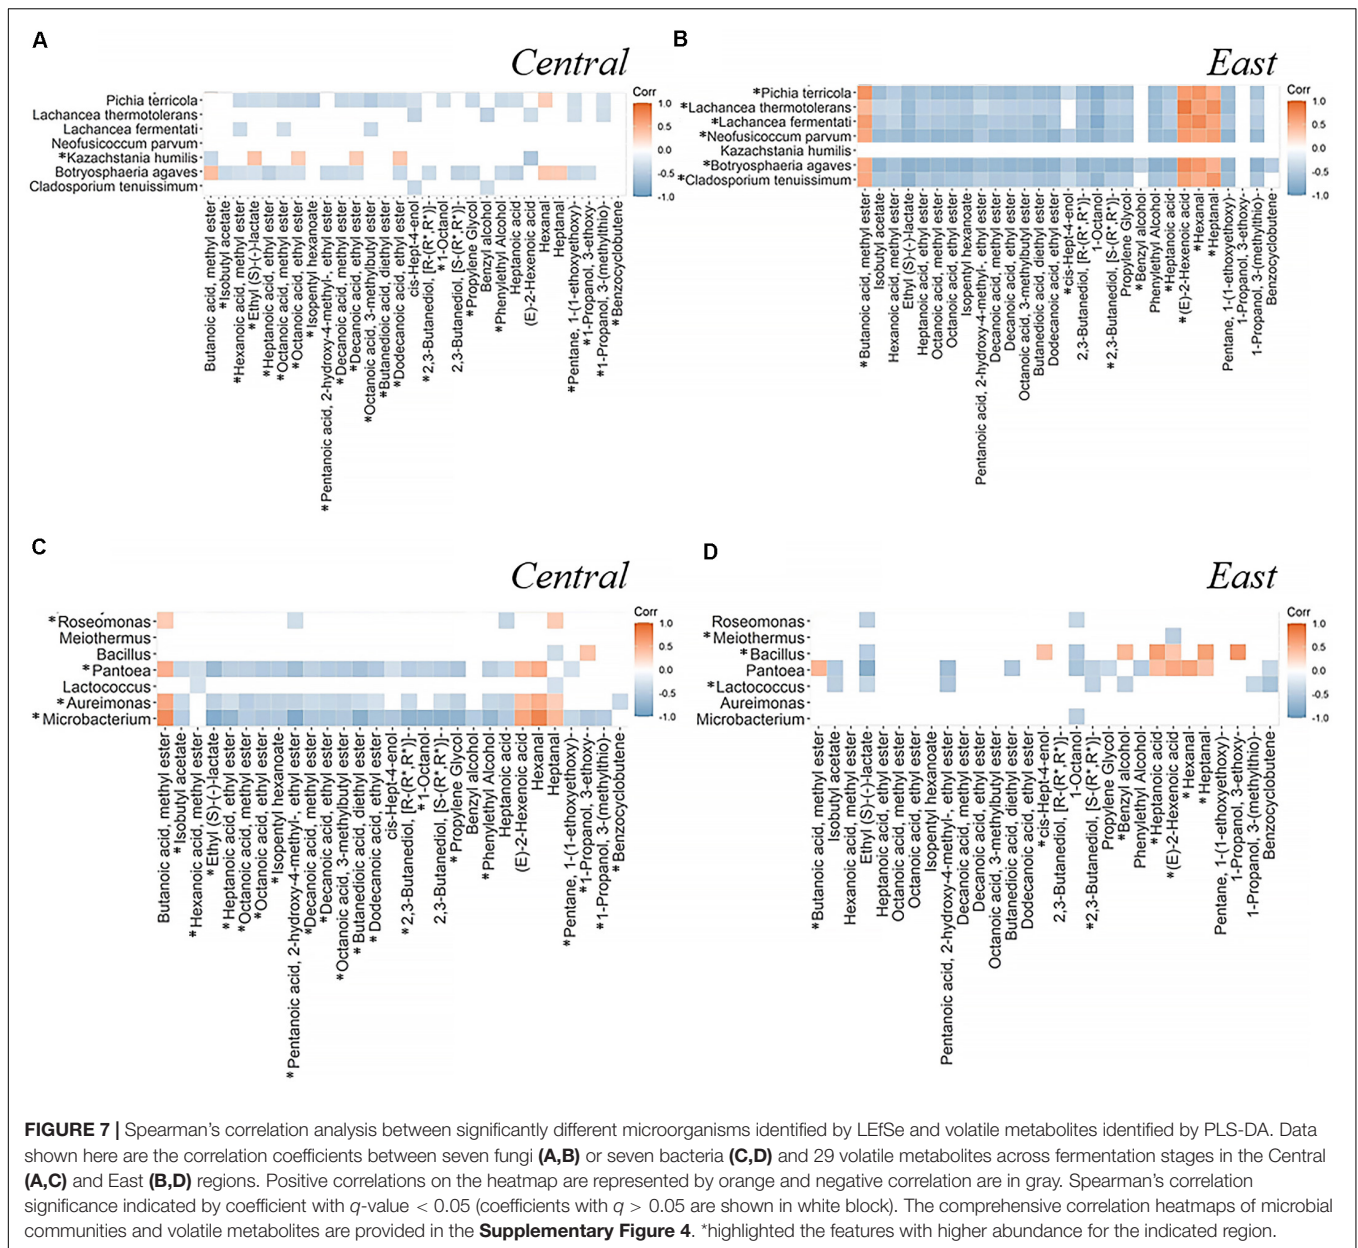 A
Central
Corr
1.0
0.5
0.0
-0.5
-1.0
Pichia terricola
Lachancea thermotolerans
Lachancea fermentati
Neofusicoccum parvum
*Kazachstania humilis
Botryosphaeria agaves
Cladosporium tenuissimum
Butanoic acid, methyl ester
*Isobutyl acetate
*Hexanoic acid, methyl ester
*Ethyl (S)-(-)-lactate
*Heptanoic acid, ethyl ester
*Octanoic acid, methyl ester
*Octanoic acid, ethyl ester
*Isopentyl hexanoate
*Pentanoic acid, 2-hydroxy-4-methyl-, ethyl ester
*Decanoic acid, methyl ester
*Decanoic acid, ethyl ester
*Octanoic acid, 3-methylbutyl ester
*Butanedioic acid, diethyl ester
*Dodecanoic acid, ethyl ester
cis-Hept-4-enol
*2,3-Butanediol, [R-(R*,R*)]-
*1-Octanol
2,3-Butanediol, [S-(R*,R*)]-
*Propylene Glycol
Benzyl alcohol
*Phenylethyl Alcohol
Heptanoic acid
(E)-2-Hexenoic acid
Hexanal
Heptanal
*Pentane, 1-(1-ethoxyethoxy)-
*1-Propanol, 3-ethoxy-
*1-Propanol, 3-(methylthio)-
*Benzocyclobutene
B
East
Corr
1.0
0.5
0.0
-0.5
-1.0
*Pichia terricola
*Lachancea thermotolerans
*Lachancea fermentati
*Neofusicoccum parvum
Kazachstania humilis
*Botryosphaeria agaves
*Cladosporium tenuissimum
*Butanoic acid, methyl ester
Isobutyl acetate
Hexanoic acid, methyl ester
Ethyl (S)-(-)-lactate
Heptanoic acid, ethyl ester
Octanoic acid, methyl ester
Octanoic acid, ethyl ester
Isopentyl hexanoate
Pentanoic acid, 2-hydroxy-4-methyl-, ethyl ester
Decanoic acid, methyl ester
Decanoic acid, ethyl ester
Octanoic acid, 3-methylbutyl ester
Butanedioic acid, diethyl ester
Dodecanoic acid, ethyl ester
*cis-Hept-4-enol
2,3-Butanediol, [R-(R*,R*)]-
1-Octanol
*2,3-Butanediol, [S-(R*,R*)]-
Propylene Glycol
*Benzyl alcohol
Phenylethyl Alcohol
*Heptanoic acid
*(E)-2-Hexenoic acid
*Hexanal
*Heptanal
Pentane, 1-(1-ethoxyethoxy)-
1-Propanol, 3-ethoxy-
1-Propanol, 3-(methylthio)-
Benzocyclobutene
C
Central
Corr
1.0
0.5
0.0
-0.5
-1.0
*Roseomonas
Meiothermus
Bacillus
*Pantoea
Lactococcus
*Aureimonas
*Microbacterium
Butanoic acid, methyl ester
*Isobutyl acetate
*Hexanoic acid, methyl ester
*Ethyl (S)-(-)-lactate
*Heptanoic acid, ethyl ester
*Octanoic acid, methyl ester
*Octanoic acid, ethyl ester
*Isopentyl hexanoate
*Pentanoic acid, 2-hydroxy-4-methyl-, ethyl ester
*Decanoic acid, methyl ester
*Decanoic acid, ethyl ester
*Octanoic acid, 3-methylbutyl ester
*Butanedioic acid, diethyl ester
*Dodecanoic acid, ethyl ester
cis-Hept-4-enol
*2,3-Butanediol, [R-(R*,R*)]-
*1-Octanol
2,3-Butanediol, [S-(R*,R*)]-
*Propylene Glycol
Benzyl alcohol
*Phenylethyl Alcohol
Heptanoic acid
(E)-2-Hexenoic acid
Hexanal
Heptanal
*Pentane, 1-(1-ethoxyethoxy)-
*1-Propanol, 3-ethoxy-
*1-Propanol, 3-(methylthio)-
*Benzocyclobutene
D
East
Corr
1.0
0.5
0.0
-0.5
-1.0
Roseomonas
*Meiothermus
*Bacillus
Pantoea
*Lactococcus
Aureimonas
Microbacterium
*Butanoic acid, methyl ester
Isobutyl acetate
Hexanoic acid, methyl ester
Ethyl (S)-(-)-lactate
Heptanoic acid, ethyl ester
Octanoic acid, methyl ester
Octanoic acid, ethyl ester
Isopentyl hexanoate
Pentanoic acid, 2-hydroxy-4-methyl-, ethyl ester
Decanoic acid, methyl ester
Decanoic acid, ethyl ester
Octanoic acid, 3-methylbutyl ester
Butanedioic acid, diethyl ester
Dodecanoic acid, ethyl ester
*cis-Hept-4-enol
2,3-Butanediol, [R-(R*,R*)]-
1-Octanol
*2,3-Butanediol, [S-(R*,R*)]-
Propylene Glycol
*Benzyl alcohol
Phenylethyl Alcohol
*Heptanoic acid
*(E)-2-Hexenoic acid
*Hexanal
*Heptanal
Pentane, 1-(1-ethoxyethoxy)-
1-Propanol, 3-ethoxy-
1-Propanol, 3-(methylthio)-
Benzocyclobutene
FIGURE 7 | Spearman's correlation analysis between significantly different microorganisms identified by LEfSe and volatile metabolites identified by PLS-DA. Data
shown here are the correlation coefficients between seven fungi (A,B) or seven bacteria (C,D) and 29 volatile metabolites across fermentation stages in the Central
(A,C) and East (B,D) regions. Positive correlations on the heatmap are represented by orange and negative correlation are in gray. Spearman's correlation
significance indicated by coefficient with q-value < 0.05 (coefficients with q > 0.05 are shown in white block). The comprehensive correlation heatmaps of microbial
communities and volatile metabolites are provided in the Supplementary Figure 4. *highlighted the features with higher abundance for the indicated region.